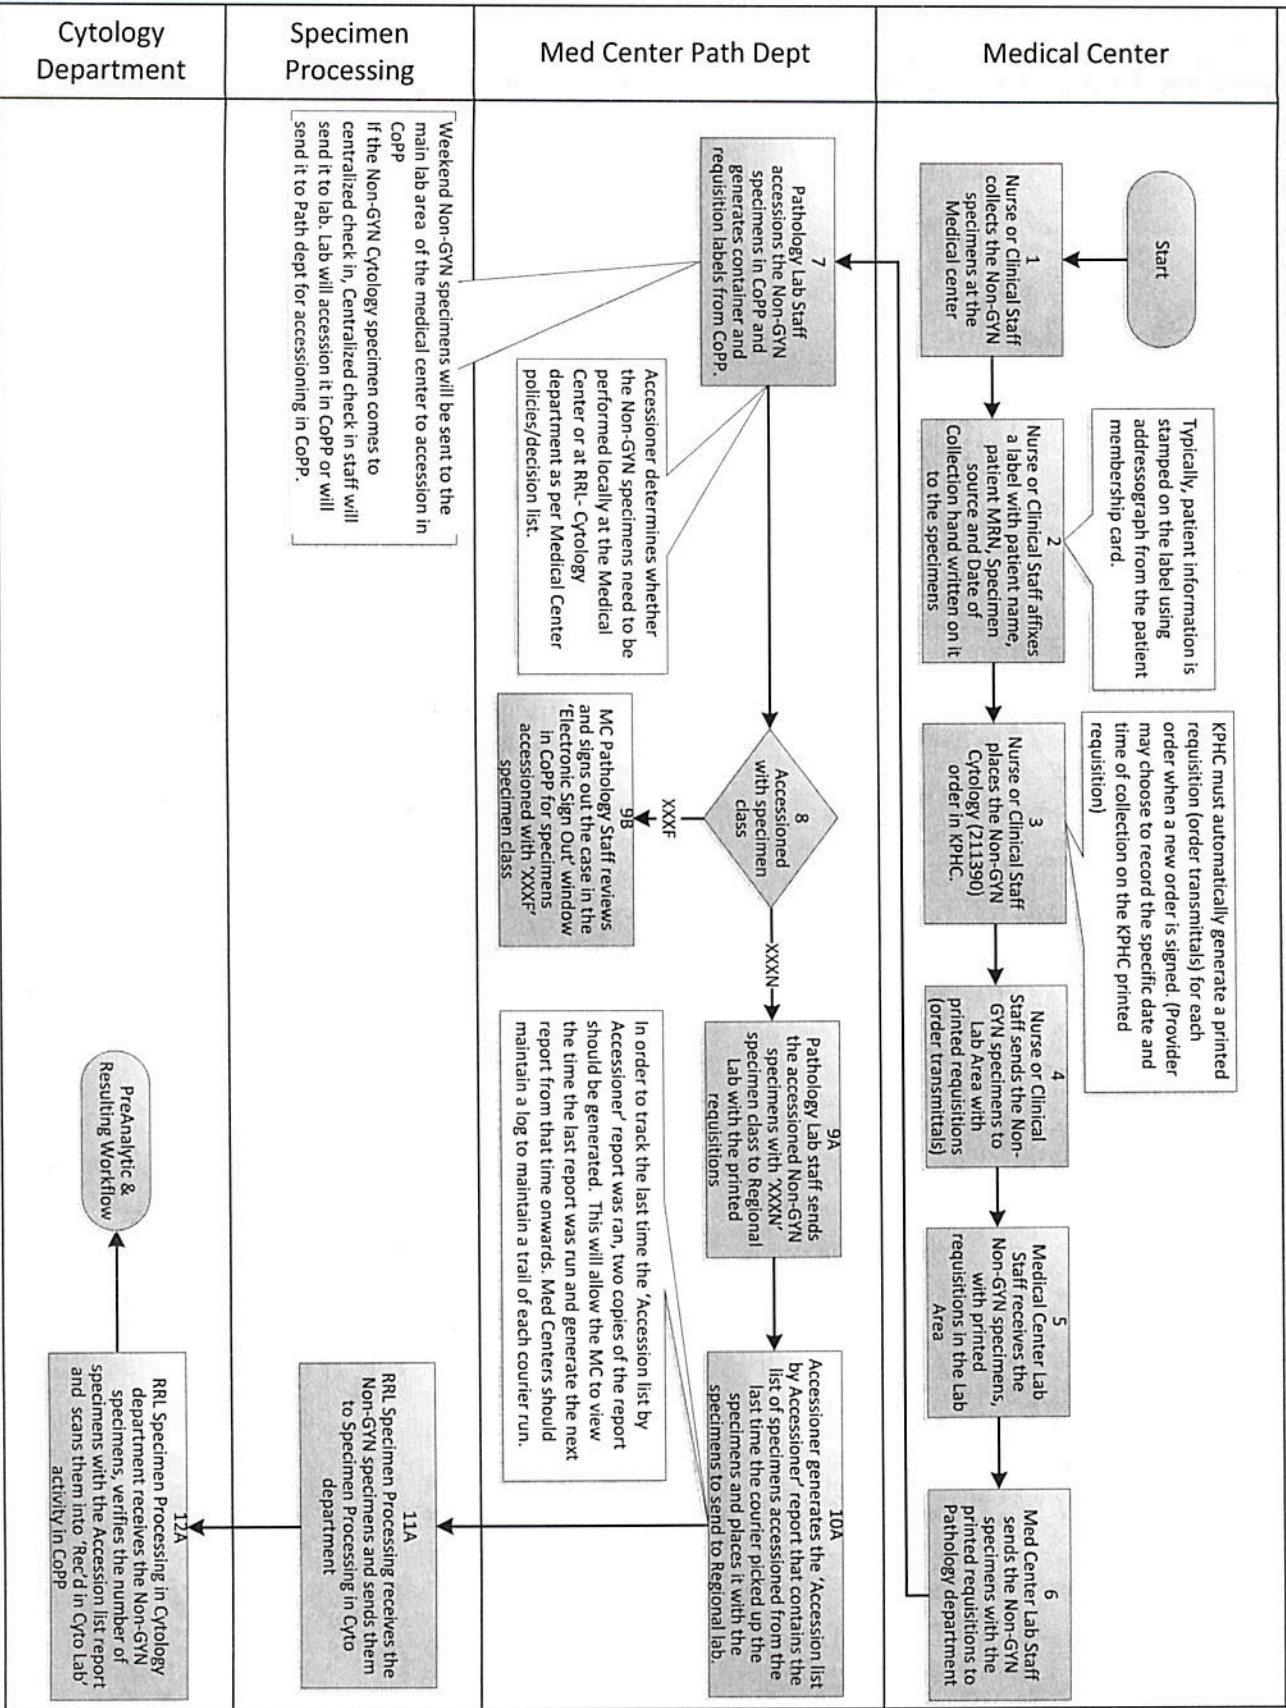 Medical Center
Start
1
Nurse or Clinical Staff
collects the Non-GYN
specimens at the
Medical center
Typically, patient information is
stamped on the label using
addressograph from the patient
membership card.
2
Nurse or Clinical Staff affixes
a label with patient name,
patient MRN, Specimen
source and Date of
Collection hand written on it
to the specimens
KPHC must automatically generate a printed
requisition (order transmittals) for each
order when a new order is signed. (Provider
may choose to record the specific date and
time of collection on the KPHC printed
requisition)
3
Nurse or Clinical Staff
places the Non-GYN
Cytology (211390)
order in KPHC.
4
Nurse or Clinical
Staff sends the Non-
GYN specimens to
Lab Area with
printed requisitions
(order transmittals)
5
Medical Center Lab
Staff receives the
Non-GYN specimens,
with printed
requisitions in the Lab
Area
6
Med Center Lab Staff
sends the Non-GYN
specimens with the
printed requisitions to
Pathology department
Med Center Path Dept
7
Pathology Lab Staff
accessions the Non-GYN
specimens in CoPP and
generates container and
requisition labels from CoPP.
Accessioner determines whether
the Non-GYN specimens need to be
performed locally at the Medical
Center or at RRL- Cytology
department as per Medical Center
policies/decision list.
8
Accessioned
with specimen
class
XXXF
XXXN
9B
MC Pathology Staff reviews
and signs out the case in the
'Electronic Sign Out' window
in CoPP for specimens
accessioned with 'XXXF'
specimen class
9A
Pathology Lab staff sends
the accessioned Non-GYN
specimens with 'XXXN'
specimen class to Regional
Lab with the printed
requisitions
In order to track the last time the 'Accession list by
Accessioner' report was ran, two copies of the report
should be generated.  This will allow the MC to view
the time the last report was run and generate the next
report from that time onwards. Med Centers should
maintain a log to maintain a trail of each courier run.
10A
Accessioner generates the 'Accession list
by Accessioner' report that contains the
list of specimens accessioned from the
last time the courier picked up the
specimens and places it with the
specimens to send to Regional lab.
Specimen
Processing
Weekend Non-GYN specimens will be sent to the
main lab area  of the medical center to accession in
CoPP
If the Non-GYN Cytology specimen comes to
centralized check in, Centralized check in staff will
send it to lab. Lab will accession it in CoPP or will
send it to Path dept for accessioning in CoPP.
11A
RRL Specimen Processing receives the
Non-GYN specimens and sends them
to Specimen Processing in Cyto
department
Cytology
Department
12A
RRL Specimen Processing in Cytology
department receives the Non-GYN
specimens, verifies the number of
specimens with the Accession list report
and  scans them into 'Rec'd in Cyto Lab'
activity in CoPP
PreAnalytic &
Resulting Workflow